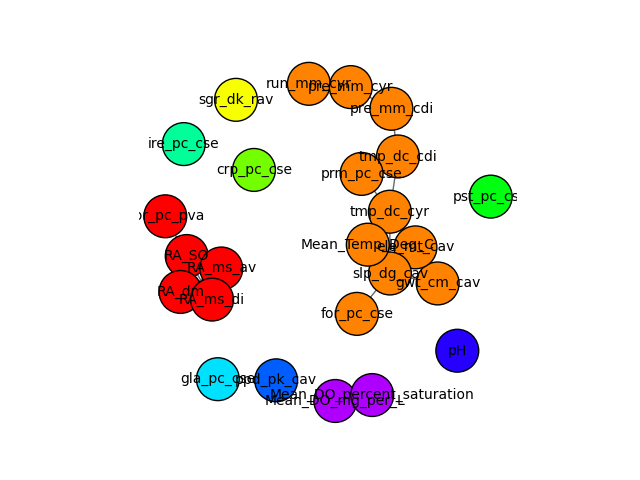 run_mm_cyr
pre_mm_cyr
sgr_dk_rav
pre_mm_cdi
ire_pc_cse
tmp_dc_cdi
crp_pc_cse
prm_pc_cse
pst_pc_cs
or_pc_pva
tmp_dc_cyr
Mean_Temp_Deg_C
ele_mt_cav
RA_SO
RA_ms_av
slp_dg_cav
gwt_cm_cav
RA_dm
RA_ms_di
for_pc_cse
pH
gla_pc_cse
ppd_pk_cav
Mean_DO_percent_saturation
Mean_DO_mg_per_L